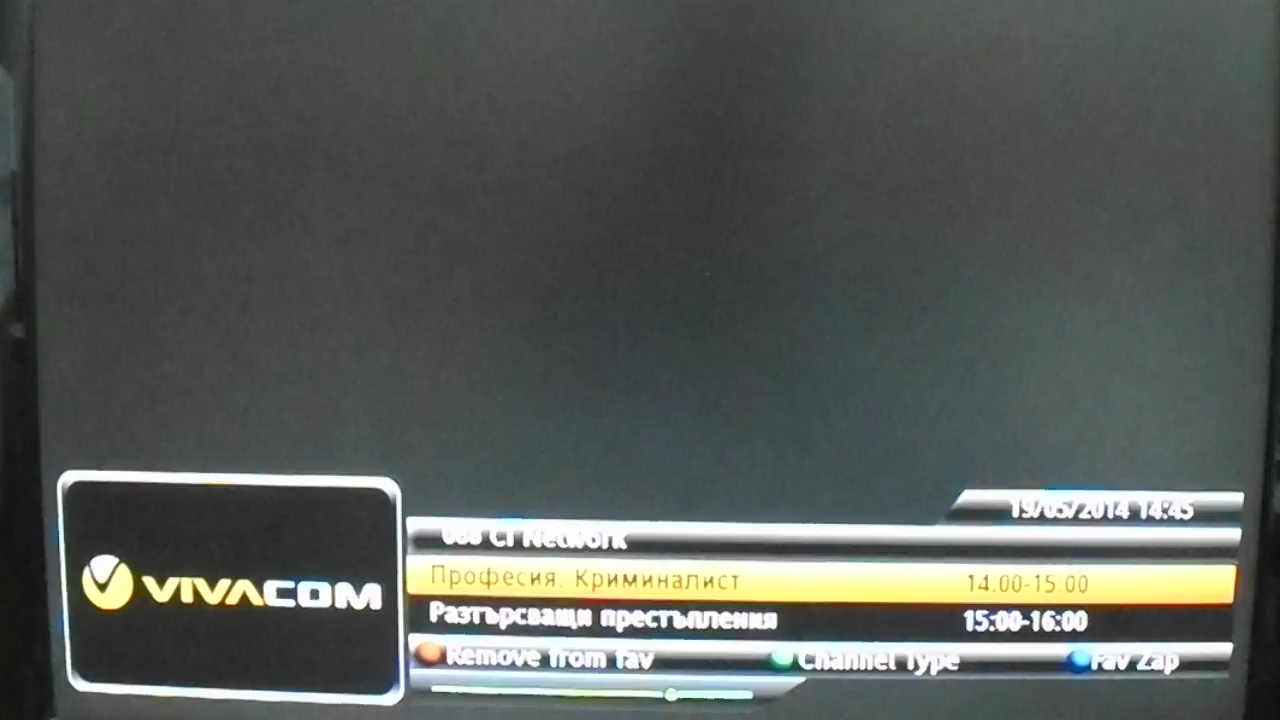 19/05/2014 14:45
CI Network
Професия. Криминалист 14:00-15:00
VIVACOM
Разтърсващи престъпления 15:00-16:00
Remove from fav Channel Type Fav Zap